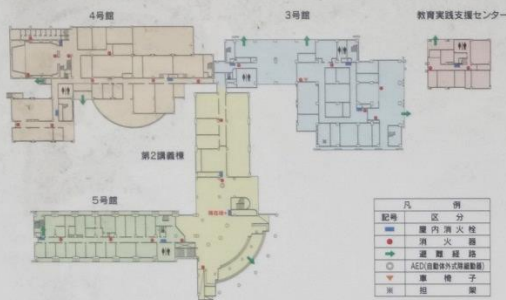 4号館
3号館
教育実践支援センター
第2講義棟
現在地
5号館
凡 例
記号 区 分
屋内消火栓
消 火 器
避 難 経 路
AED(自動体外式除細動器)
車 椅 子
担 架